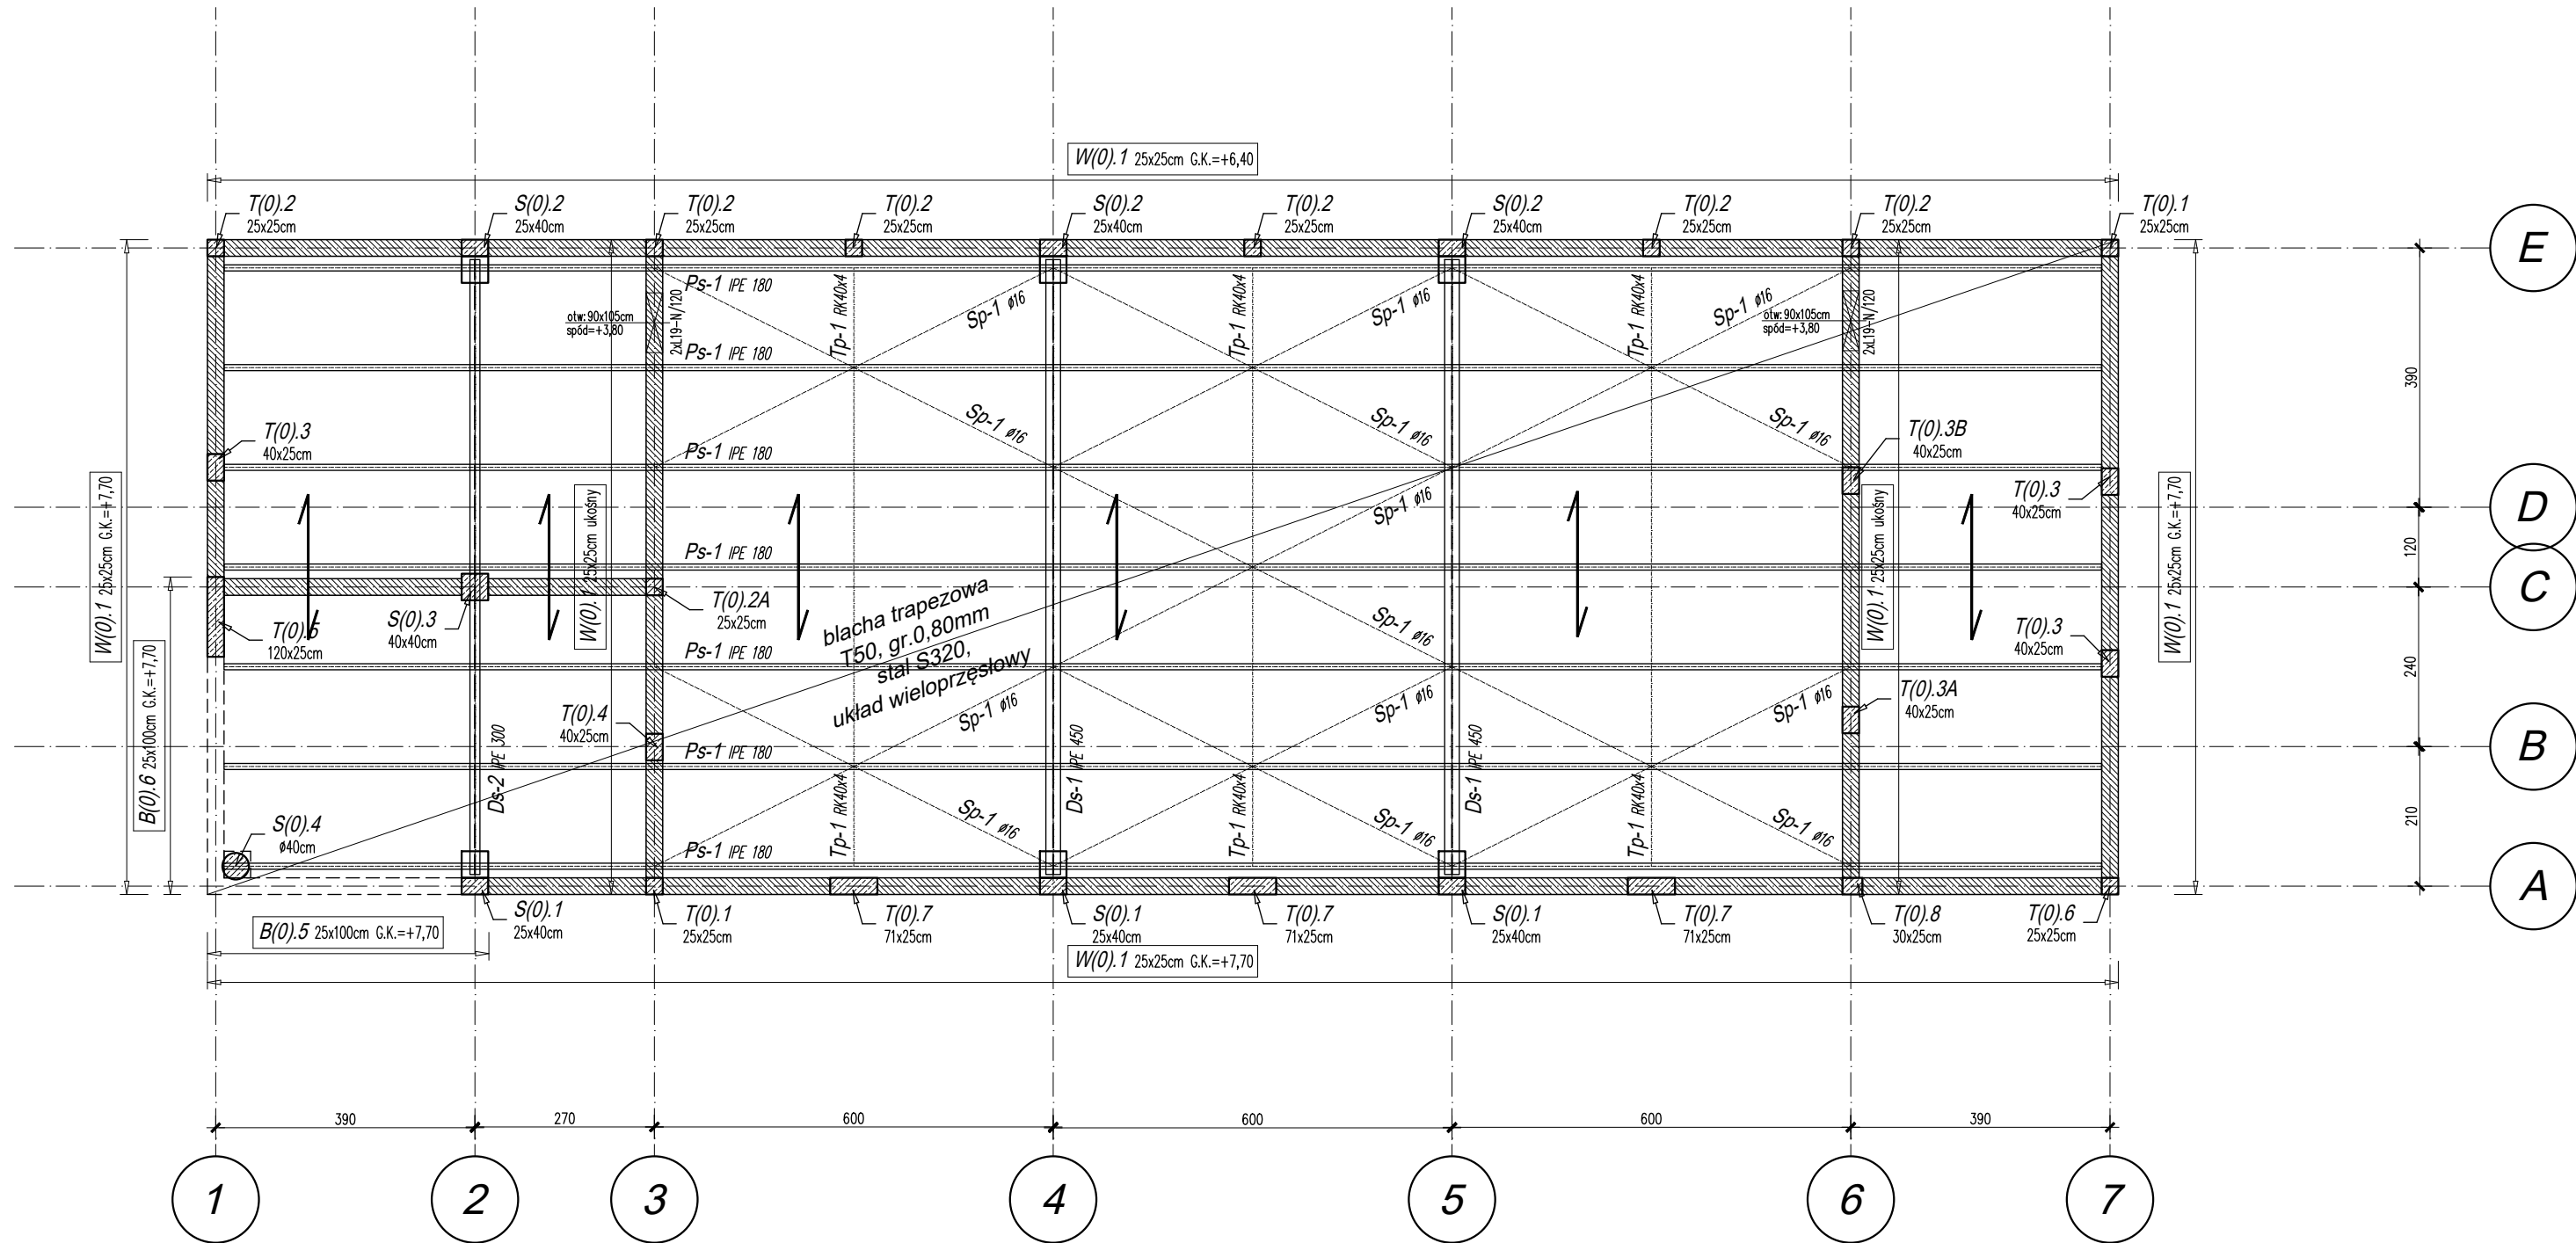 W(0).1 25x25cm G.K.=+6,40
T(0).2
25x25cm
S(0).2
25x40cm
T(0).2
25x25cm
T(0).2
25x25cm
S(0).2
25x40cm
T(0).2
25x25cm
S(0).2
25x40cm
T(0).2
25x25cm
T(0).2
25x25cm
T(0).1
25x25cm
E
Ps-1 IPE 180
Tp-1 RK40x4
Sp-1 ø16
Tp-1 RK40x4
Sp-1 ø16
Tp-1 RK40x4
Sp-1 ø16
otw: 90x105cm
spód=+3,80
2xL19-N/120
otw: 90x105cm
spód=+3,80
2xL19-N/120
Ps-1 IPE 180
390
T(0).3
40x25cm
Sp-1 ø16
Sp-1 ø16
Sp-1 ø16
T(0).3B
40x25cm
Ps-1 IPE 180
W(0).1 25x25cm G.K.=+7,70
W(0).1 25x25cm ukośny
Sp-1 ø16
W(0).1 25x25cm ukośny
T(0).3
40x25cm
W(0).1 25x25cm G.K.=+7,70
D
Ps-1 IPE 180
120
C
T(0).5
120x25cm
S(0).3
40x40cm
T(0).2A
25x25cm
blacha trapezowa
T50, gr.0,80mm
stal S320,
układ wieloprzęsłowy
Sp-1 ø16
T(0).3
40x25cm
Ps-1 IPE 180
240
B(0).6 25x100cm G.K.=+7,70
T(0).4
40x25cm
Sp-1 ø16
Sp-1 ø16
Sp-1 ø16
T(0).3A
40x25cm
Ps-1 IPE 180
B
Ds-2 IPE 300
Ds-1 IPE 450
Ds-1 IPE 450
Tp-1 RK40x4
Sp-1 ø16
Tp-1 RK40x4
Sp-1 ø16
Tp-1 RK40x4
Sp-1 ø16
210
S(0).4
ø40cm
Ps-1 IPE 180
A
B(0).5 25x100cm G.K.=+7,70
S(0).1
25x40cm
T(0).1
25x25cm
T(0).7
71x25cm
S(0).1
25x40cm
T(0).7
71x25cm
S(0).1
25x40cm
T(0).7
71x25cm
T(0).8
30x25cm
T(0).6
25x25cm
W(0).1 25x25cm G.K.=+7,70
390 270 600 600 600 390
1 2 3 4 5 6 7